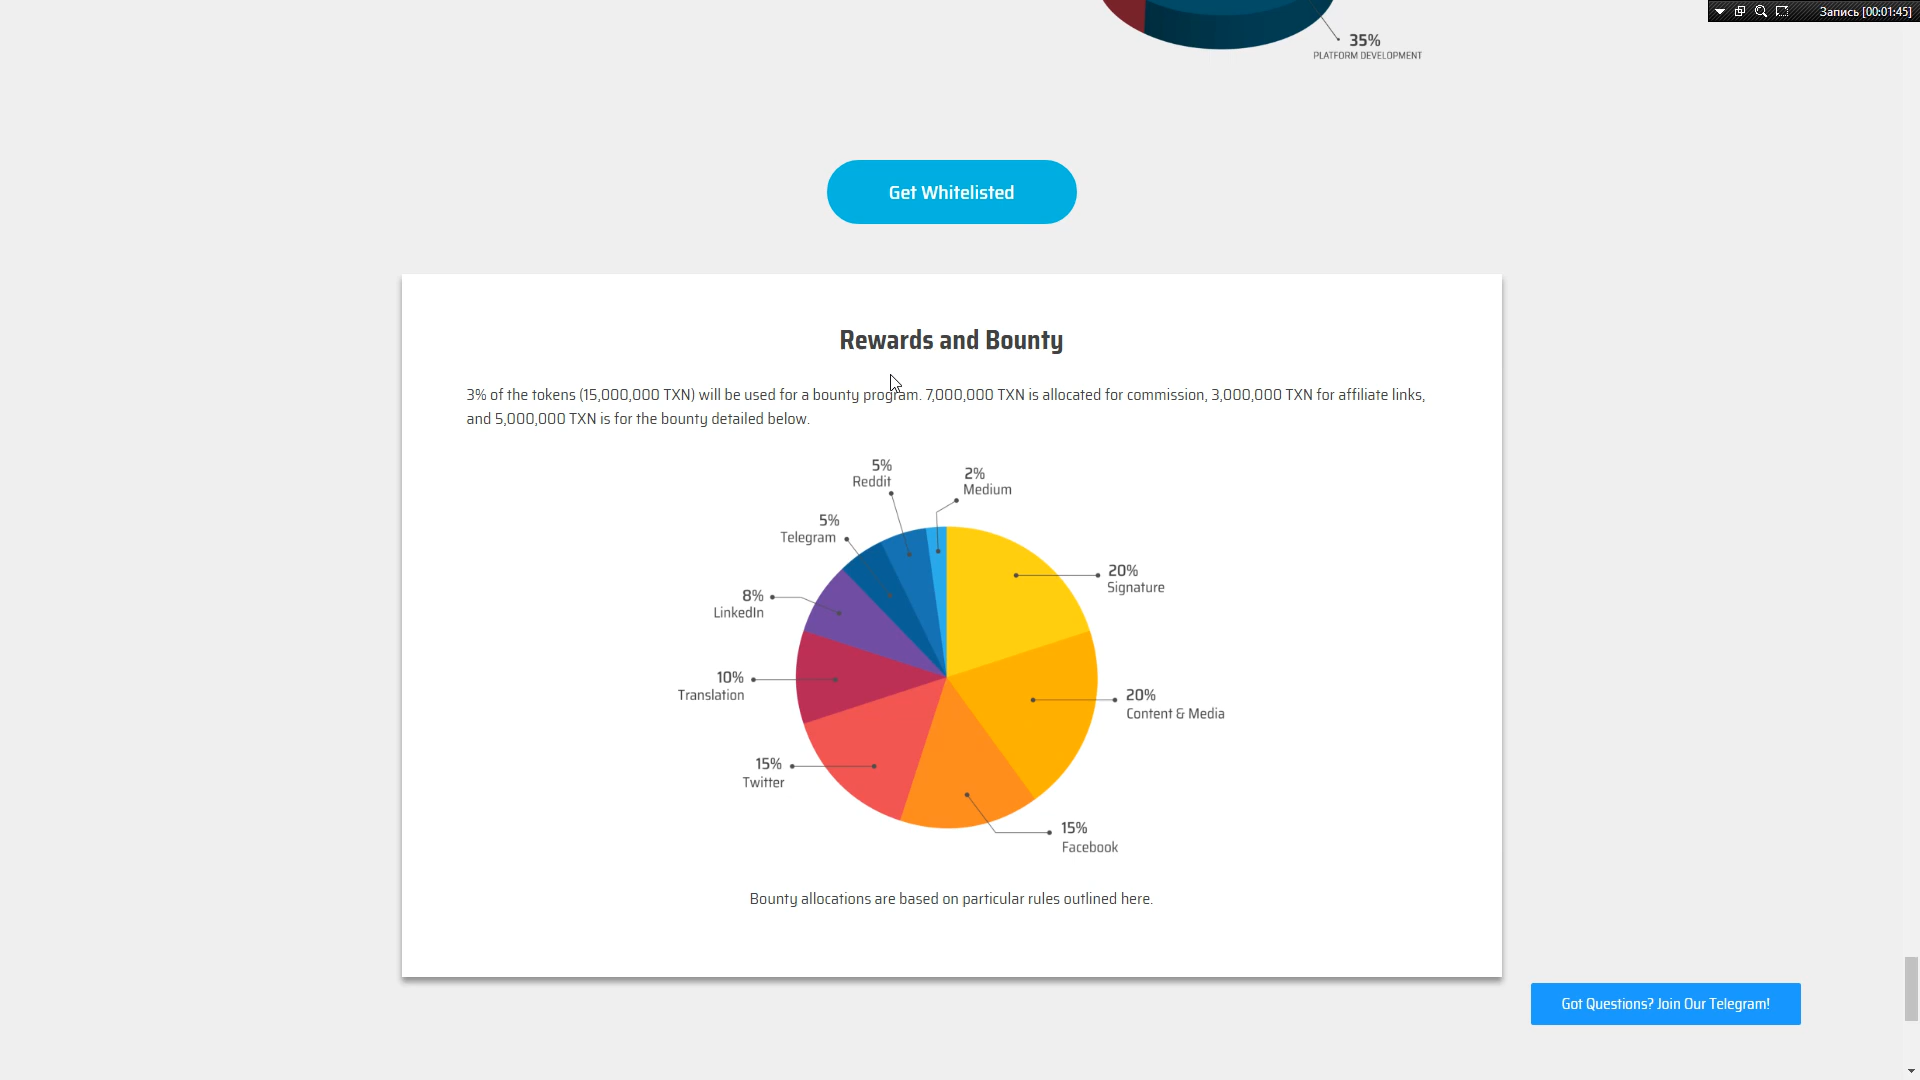 Запись [00:01:45]
35%
PLATFORM DEVELOPMENT
Get Whitelisted
Rewards and Bounty
3% of the tokens (15,000,000 TXN) will be used for a bounty program. 7,000,000 TXN is allocated for commission, 3,000,000 TXN for affiliate links,
and 5,000,000 TXN is for the bounty detailed below.
5%
Reddit
2%
Medium
5%
Telegram
20%
Signature
8%
LinkedIn
10%
Translation
20%
Content & Media
15%
Twitter
15%
Facebook
Bounty allocations are based on particular rules outlined here.
Got Questions? Join Our Telegram!